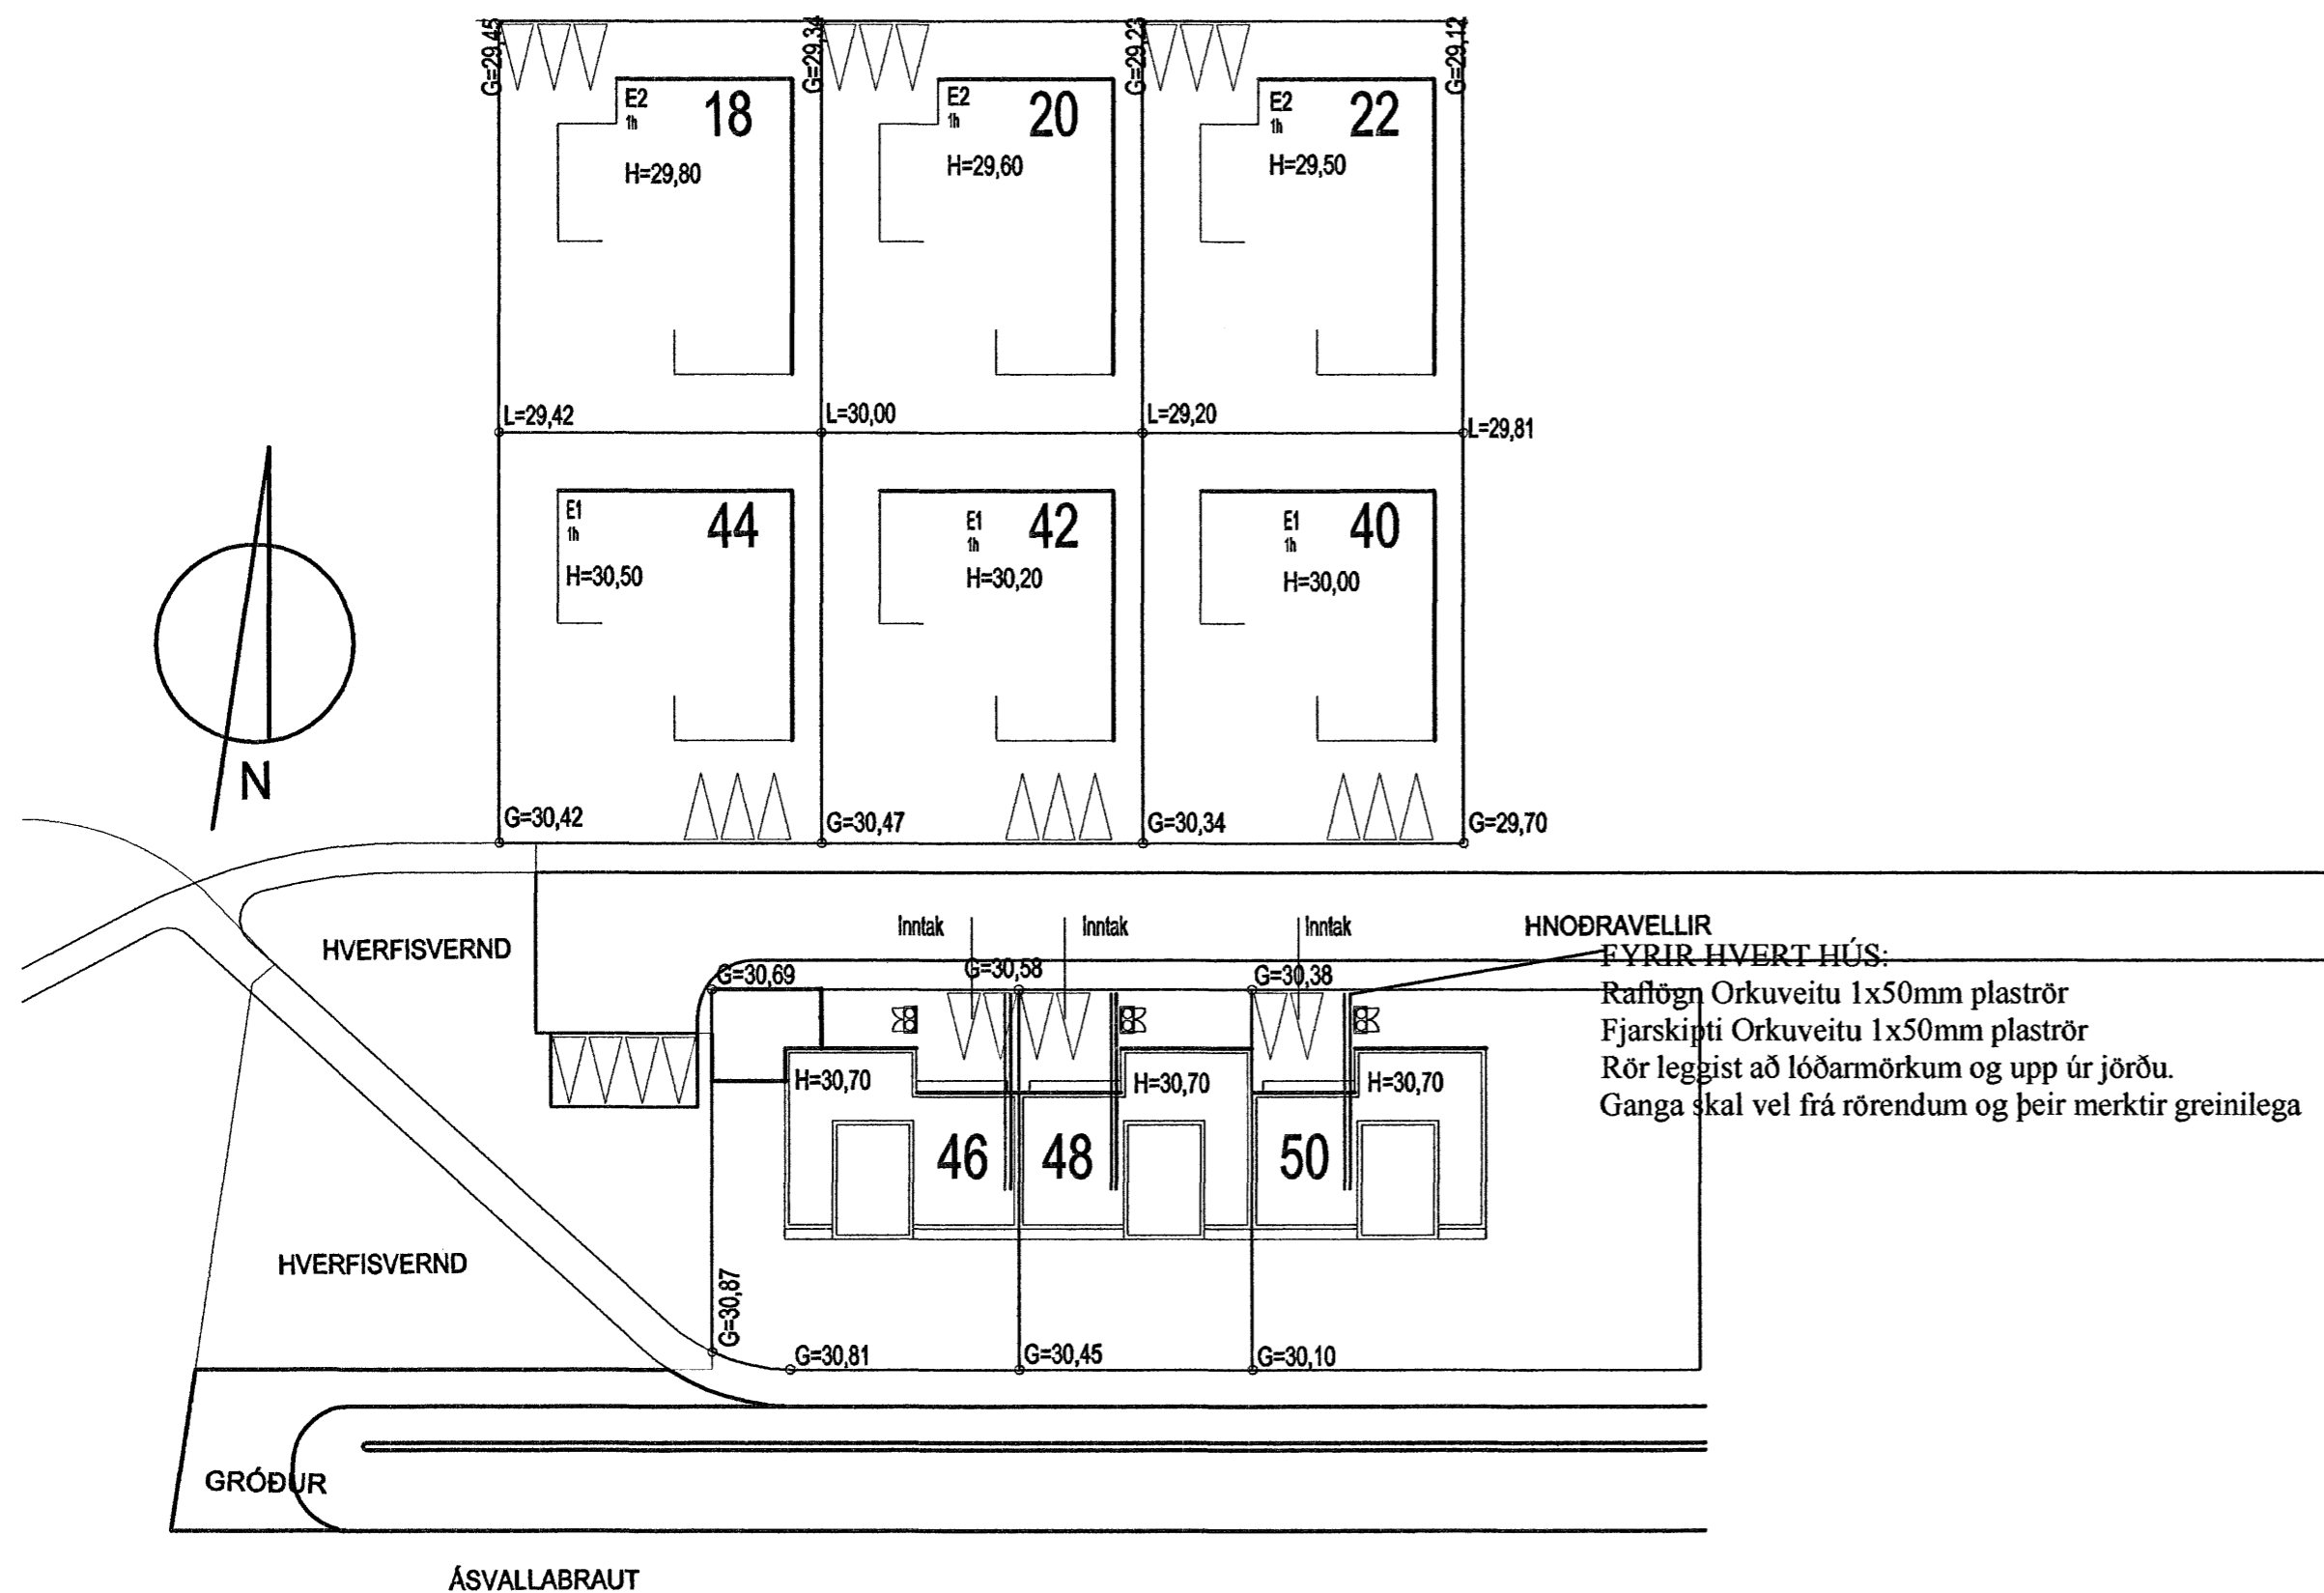 G=29,45
G=29,34
G=29,23
G=29,12
E2
1h
18
H=29,80
E2
1h
20
H=29,60
E2
1h
22
H=29,50
L=29,42
L=30,00
L=29,20
L=29,81
E1
1h
44
H=30,50
E1
1h
42
H=30,20
E1
1h
40
H=30,00
N
G=30,42
G=30,47
G=30,34
G=29,70
HVERFISVERND
Inntak
Inntak
Inntak
HNOÐRAVELLIR
FYRIR HVERT HÚS:
Raflögn Orkuveitu 1x50mm plaströr
Fjarskipti Orkuveitu 1x50mm plaströr
Rör leggist að lóðarmörkum og upp úr jörðu.
Ganga skal vel frá rörendum og þeir merktir greinilega
G=30,69
G=30,58
G=30,38
H=30,70
H=30,70
H=30,70
46
48
50
HVERFISVERND
G=30,87
G=30,81
G=30,45
G=30,10
GRÓÐUR
ÁSVALLABRAUT